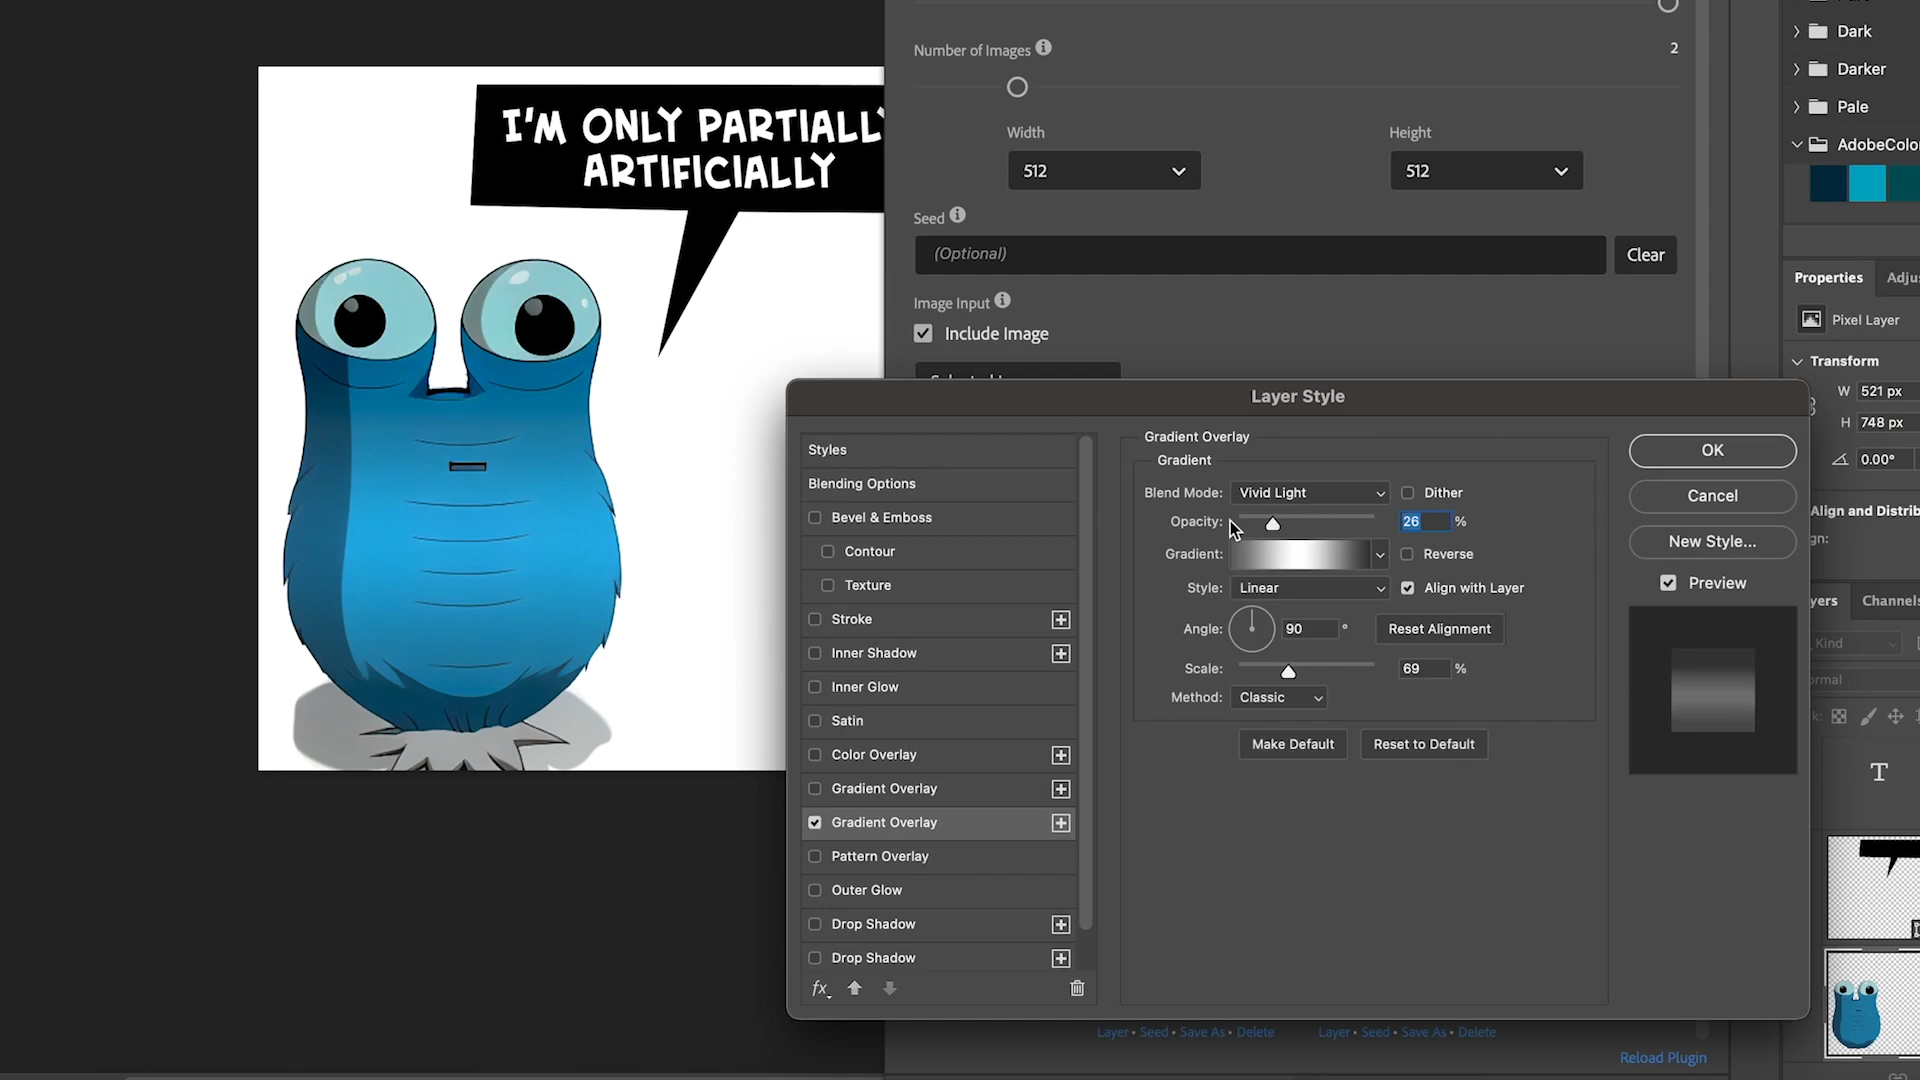 I'M ONLY PARTIALLY
ARTIFICIALLY
Number of Images
2
Width
Height
512
512
Seed
(Optional)
Clear
Image Input
Include Image
Dark
Darker
Pale
Properties
Pixel Layer
Transform
W 521 px
H 748 px
0.00°
Align and
Channels
Kind
T
Layer Style
Styles
Blending Options
Bevel & Emboss
Contour
Texture
Stroke
Inner Shadow
Inner Glow
Satin
Color Overlay
Gradient Overlay
Gradient Overlay
Pattern Overlay
Outer Glow
Drop Shadow
Drop Shadow
fx
Gradient Overlay
Gradient
Blend Mode: Vivid Light
Dither
Opacity:
26 %
Gradient:
Reverse
Style: Linear
Align with Layer
Angle: 90 °
Reset Alignment
Scale:
69 %
Method: Classic
Make Default
Reset to Default
OK
Cancel
New Style...
Preview
Layer • Seed • Save As • Delete
Layer • Seed • Save As • Delete
Reload Plugin